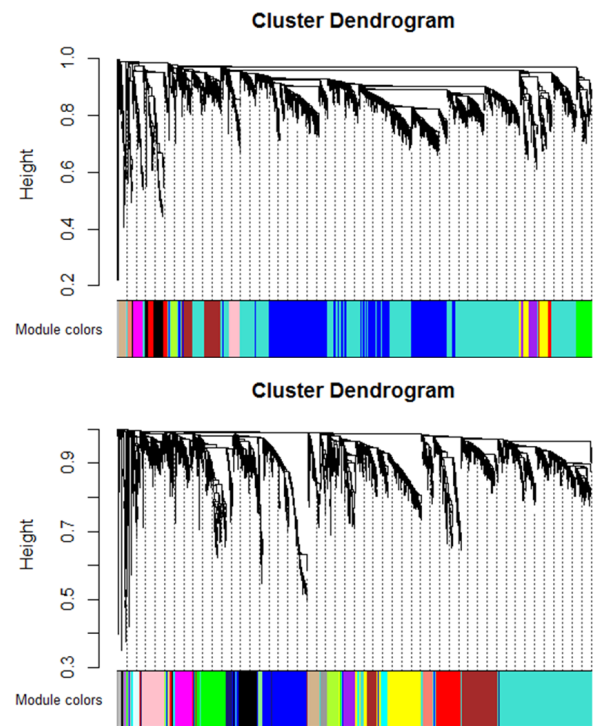 Cluster Dendrogram
1.0
0.8
0.6
0.4
0.2
Height
Module colors
Cluster Dendrogram
0.9
0.7
0.5
0.3
Height
Module colors